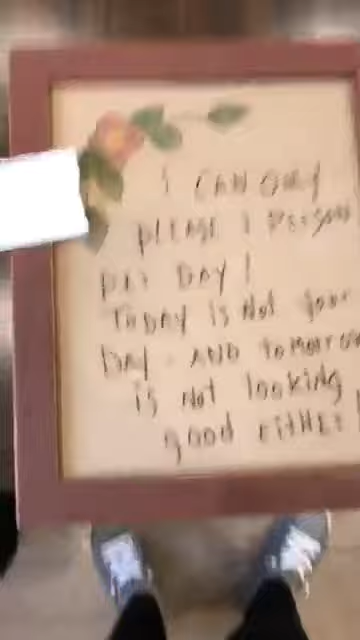 I CAN ONLY
PLEASE 1 PERSON
PER DAY!
TODAY is Not your
DAY - AND tomorrow
is Not looking
good EITHER!